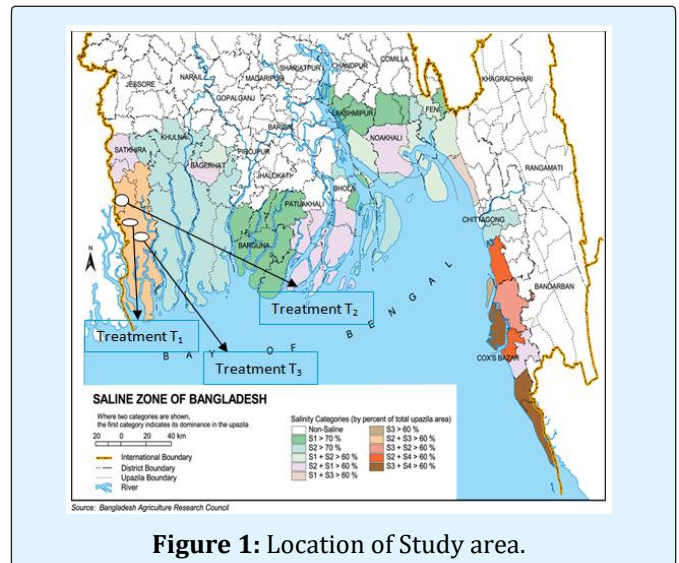 SHARIATPUR
CHANDPUR
COMILLA
NARAIL
MADARIPUR
KHAGRACHHARI
JESSORE
GOPALGANJ
LAKSHMIPUR
FENI
KHULNA
NOAKHALI
SATKHIRA
PIROJPUR
BAGERHAT
JHALOKATI
RANGAMATI
PATUAKHALI
CHITTAGONG
BARGUNA
N
BANDARBAN
Treatment T₂
Treatment T₁
BAY OF BENGAL
COX'S BAZAR
Treatment T₃
SALINE ZONE OF BANGLADESH
Where two categories are shown,
the first category indicates its dominance in the upazila
20 0 20 40 km
International Boundary
District Boundary
Upazila Boundary
River
Salinity Categories (by percent of total upazila area)
Non-Saline
S1 > 70 %
S2 > 70%
S1 + S2 > 60%
S2 + S1 > 60%
S1 + S3 > 60%
S3 > 60 %
S2 + S3 > 60%
S3 + S2 > 60%
S2 + S4 > 60%
S3 + S4 > 60%
Source: Bangladesh Agriculture Research Council
Figure 1: Location of Study area.